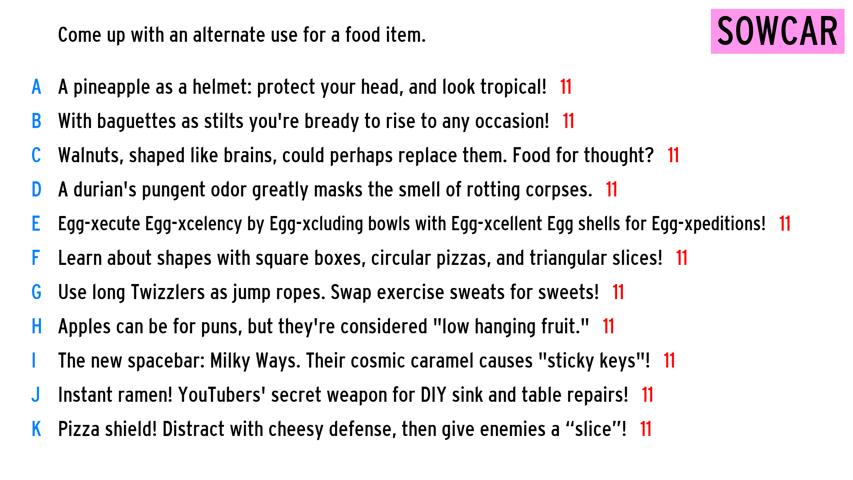 Come up with an alternate use for a food item.
SOWCAR
A A pineapple as a helmet: protect your head, and look tropical! 11
B With baguettes as stilts you're bready to rise to any occasion! 11
C Walnuts, shaped like brains, could perhaps replace them. Food for thought? 11
D A durian's pungent odor greatly masks the smell of rotting corpses. 11
E Egg-xecute Egg-xcelency by Egg-xcluding bowls with Egg-xcellent Egg shells for Egg-xpeditions! 11
F Learn about shapes with square boxes, circular pizzas, and triangular slices! 11
G Use long Twizzlers as jump ropes. Swap exercise sweats for sweets! 11
H Apples can be for puns, but they're considered "low hanging fruit." 11
I The new spacebar: Milky Ways. Their cosmic caramel causes "sticky keys"! 11
J Instant ramen! YouTubers' secret weapon for DIY sink and table repairs! 11
K Pizza shield! Distract with cheesy defense, then give enemies a “slice”! 11